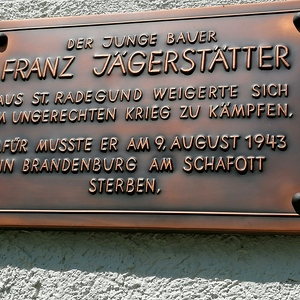 DER JUNGE BAUER
FRANZ JÄGERSTÄTTER
AUS ST. RADEGUND WEIGERTE SICH
UNGERECHTEN KRIEG ZU KÄMPFEN.
MUSSTE ER AM 9. AUGUST 1943
IN BRANDENBURG AM SCHAFOTT
STERBEN,